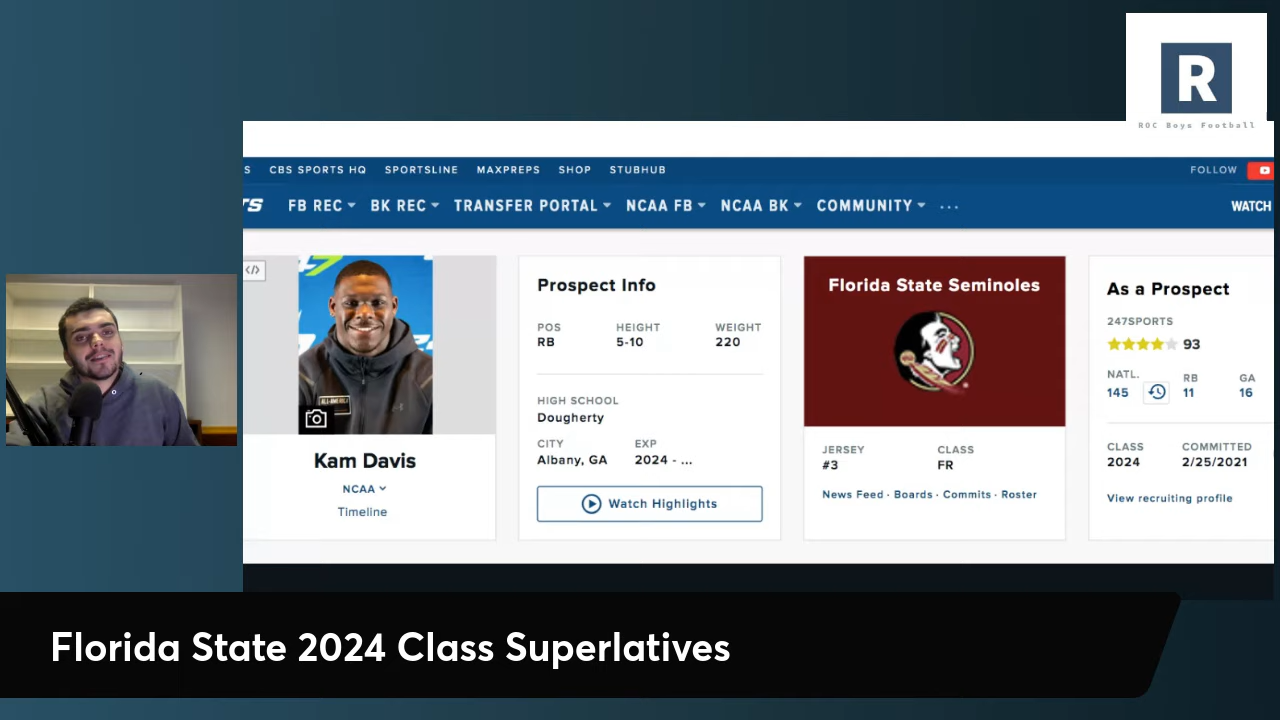 R
ROC Boys Football
S CBS SPORTS HQ SPORTSLINE MAXPREPS SHOP STUBHUB FOLLOW
TS FB REC BK REC TRANSFER PORTAL NCAA FB NCAA BK COMMUNITY ... WATCH
</>
Kam Davis
NCAA
Timeline
Prospect Info
POS HEIGHT WEIGHT
RB 5-10 220
HIGH SCHOOL
Dougherty
CITY EXP
Albany, GA 2024 - ...
Watch Highlights
Florida State Seminoles
JERSEY CLASS
#3 FR
News Feed · Boards · Commits · Roster
As a Prospect
247SPORTS
93
NATL. RB GA
145 11 16
CLASS COMMITTED
2024 2/25/2021
View recruiting profile
Florida State 2024 Class Superlatives